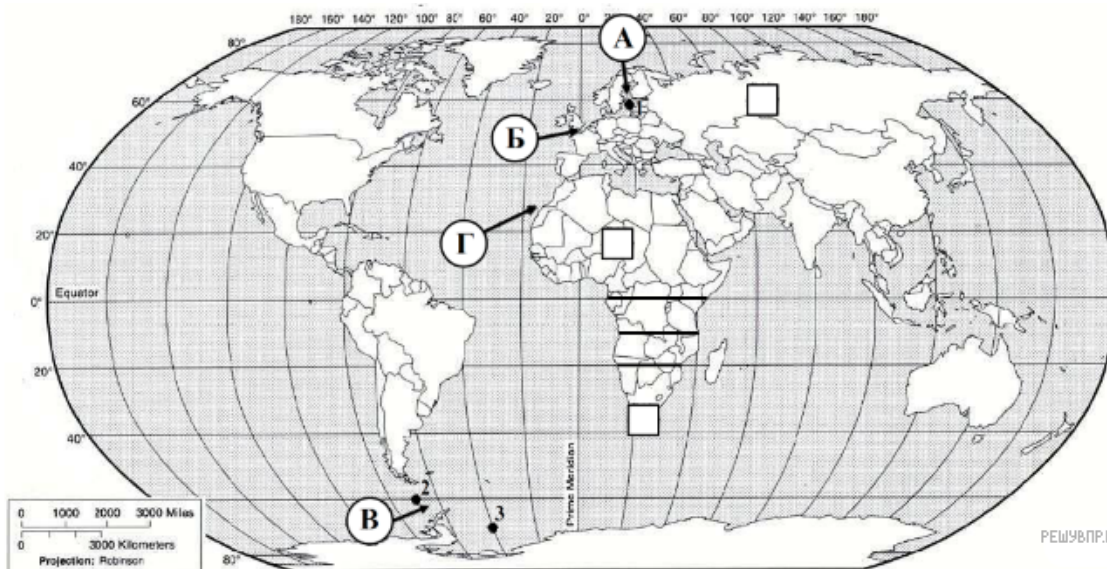 180° 160° 140° 120° 100° 80° 60° 40° 20° 0° 20° 40° 60° 80° 100° 120° 140° 160° 180°
А
80°
60°
1
Б
40°
Г
20°
Equator
0°
20°
40°
Prime Meridian
2
В
3
0 1000 2000 3000 Miles
0 3000 Kilometers
Projection: Robinson
80°
РЕШУВПР.